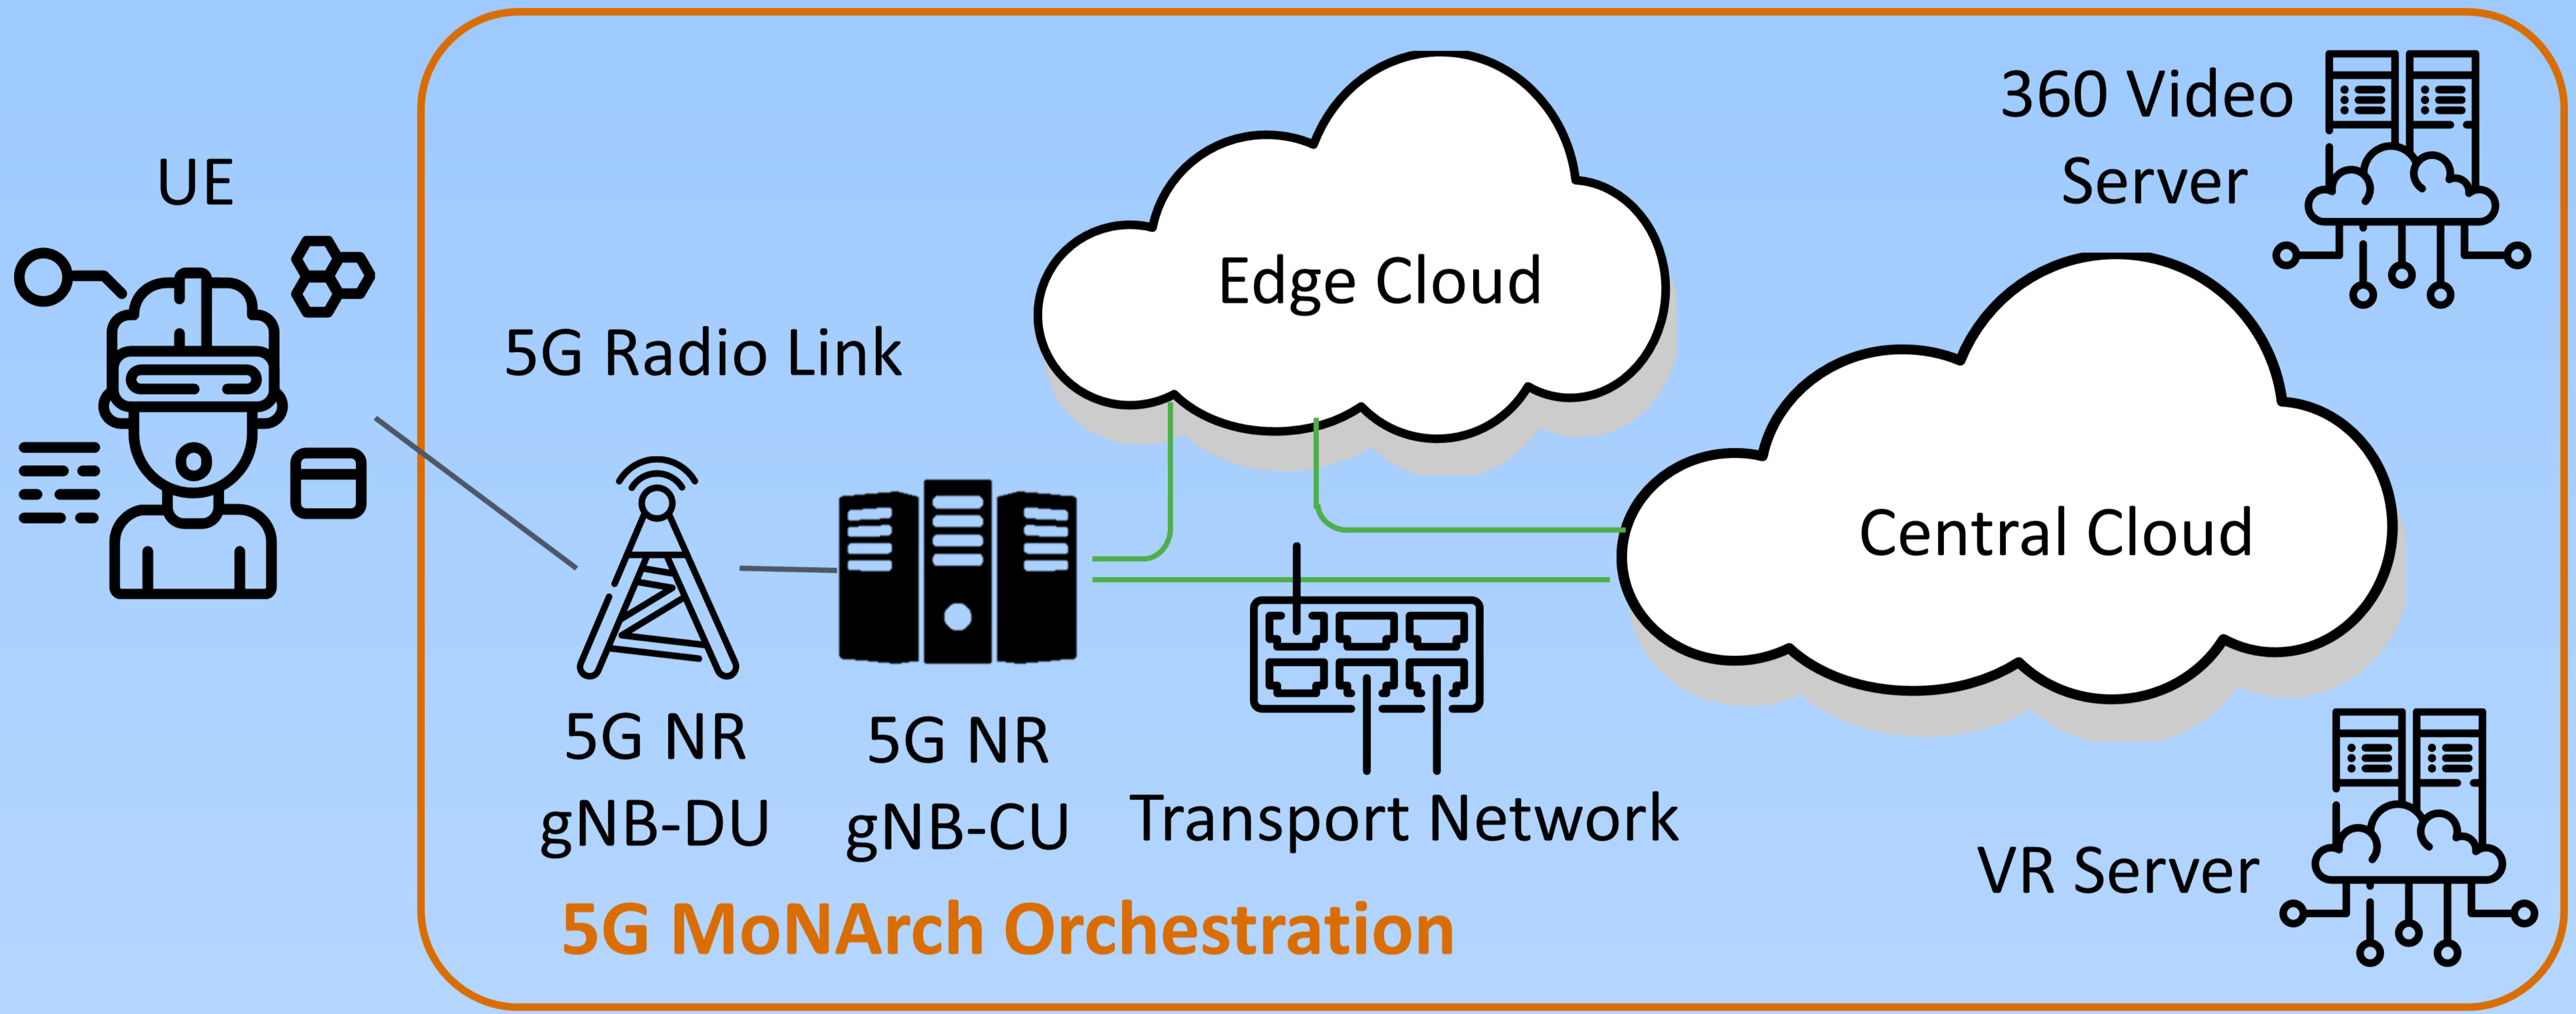 UE
5G Radio Link
5G NR
gNB-DU
5G NR
gNB-CU
Edge Cloud
Transport Network
Central Cloud
360 Video
Server
VR Server
5G MoNArch Orchestration